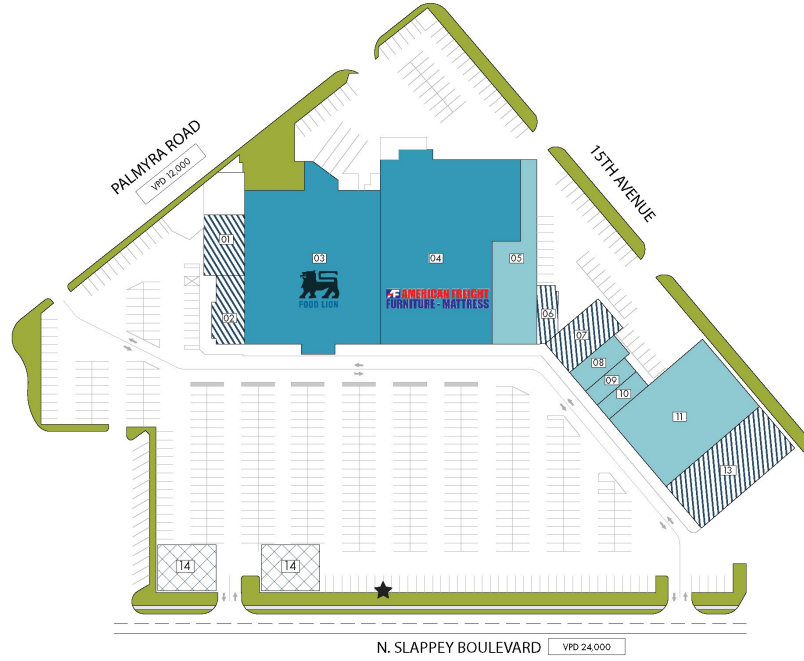 PALMYRA ROAD
VPD 12,000
15TH AVENUE
01
02
03
FOOD LION
04
AF AMERICAN FREIGHT
FURNITURE - MATTRESS
05
06
07
08
09
10
11
13
14
14
N. SLAPPEY BOULEVARD
VPD 24,000